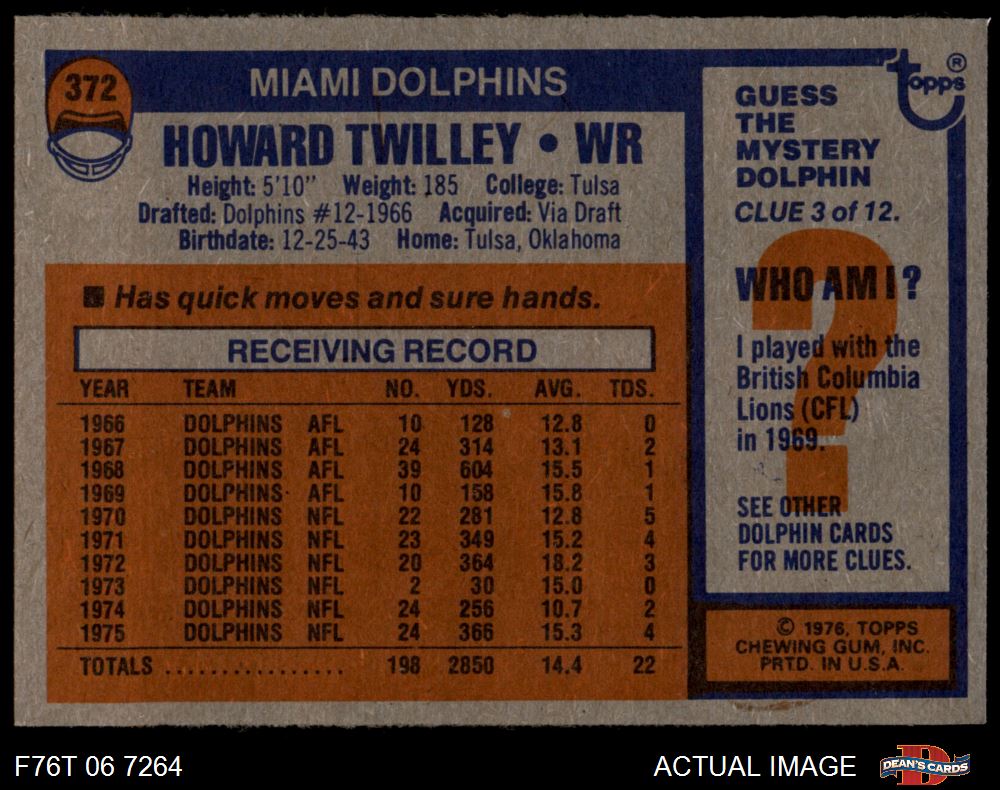 372
MIAMI DOLPHINS
HOWARD TWILLEY • WR
Height: 5'10" Weight: 185 College: Tulsa
Drafted: Dolphins #12-1966 Acquired: Via Draft
Birthdate: 12-25-43 Home: Tulsa, Oklahoma
■ Has quick moves and sure hands.
RECEIVING RECORD
YEAR TEAM NO. YDS. AVG. TDS.
1966 DOLPHINS AFL 10 128 12.8 0
1967 DOLPHINS AFL 24 314 13.1 2
1968 DOLPHINS AFL 39 604 15.5 1
1969 DOLPHINS AFL 10 158 15.8 1
1970 DOLPHINS NFL 22 281 12.8 5
1971 DOLPHINS NFL 23 349 15.2 4
1972 DOLPHINS NFL 20 364 18.2 3
1973 DOLPHINS NFL 2 30 15.0 0
1974 DOLPHINS NFL 24 256 10.7 2
1975 DOLPHINS NFL 24 366 15.3 4
TOTALS ................ 198 2850 14.4 22
topps ®
GUESS
THE
MYSTERY
DOLPHIN
CLUE 3 of 12.
?
WHO AM I?
I played with the
British Columbia
Lions (CFL)
in 1969.
SEE OTHER
DOLPHIN CARDS
FOR MORE CLUES.
© 1976, TOPPS
CHEWING GUM, INC.
PRTD. IN U.S.A.
F76T 06 7264
ACTUAL IMAGE
D
DEAN'S CARDS